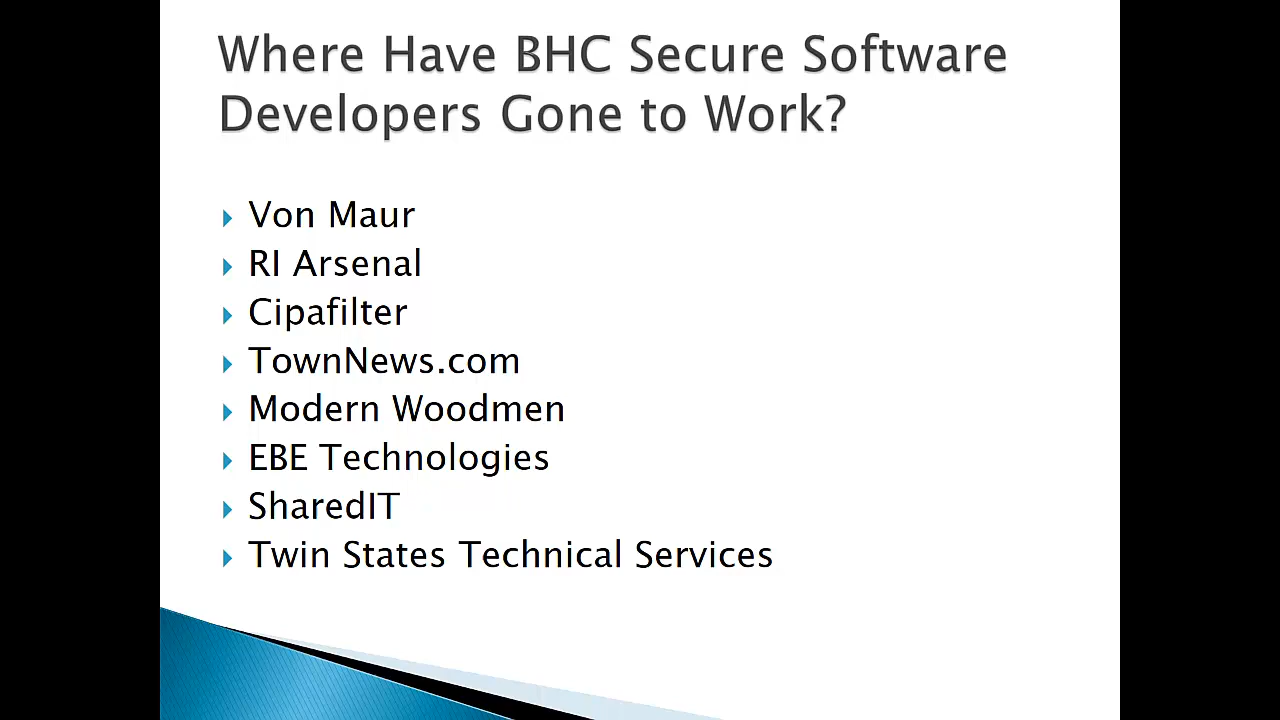 Where Have BHC Secure Software
Developers Gone to Work?
Von Maur
RI Arsenal
Cipafilter
TownNews.com
Modern Woodmen
EBE Technologies
SharedIT
Twin States Technical Services